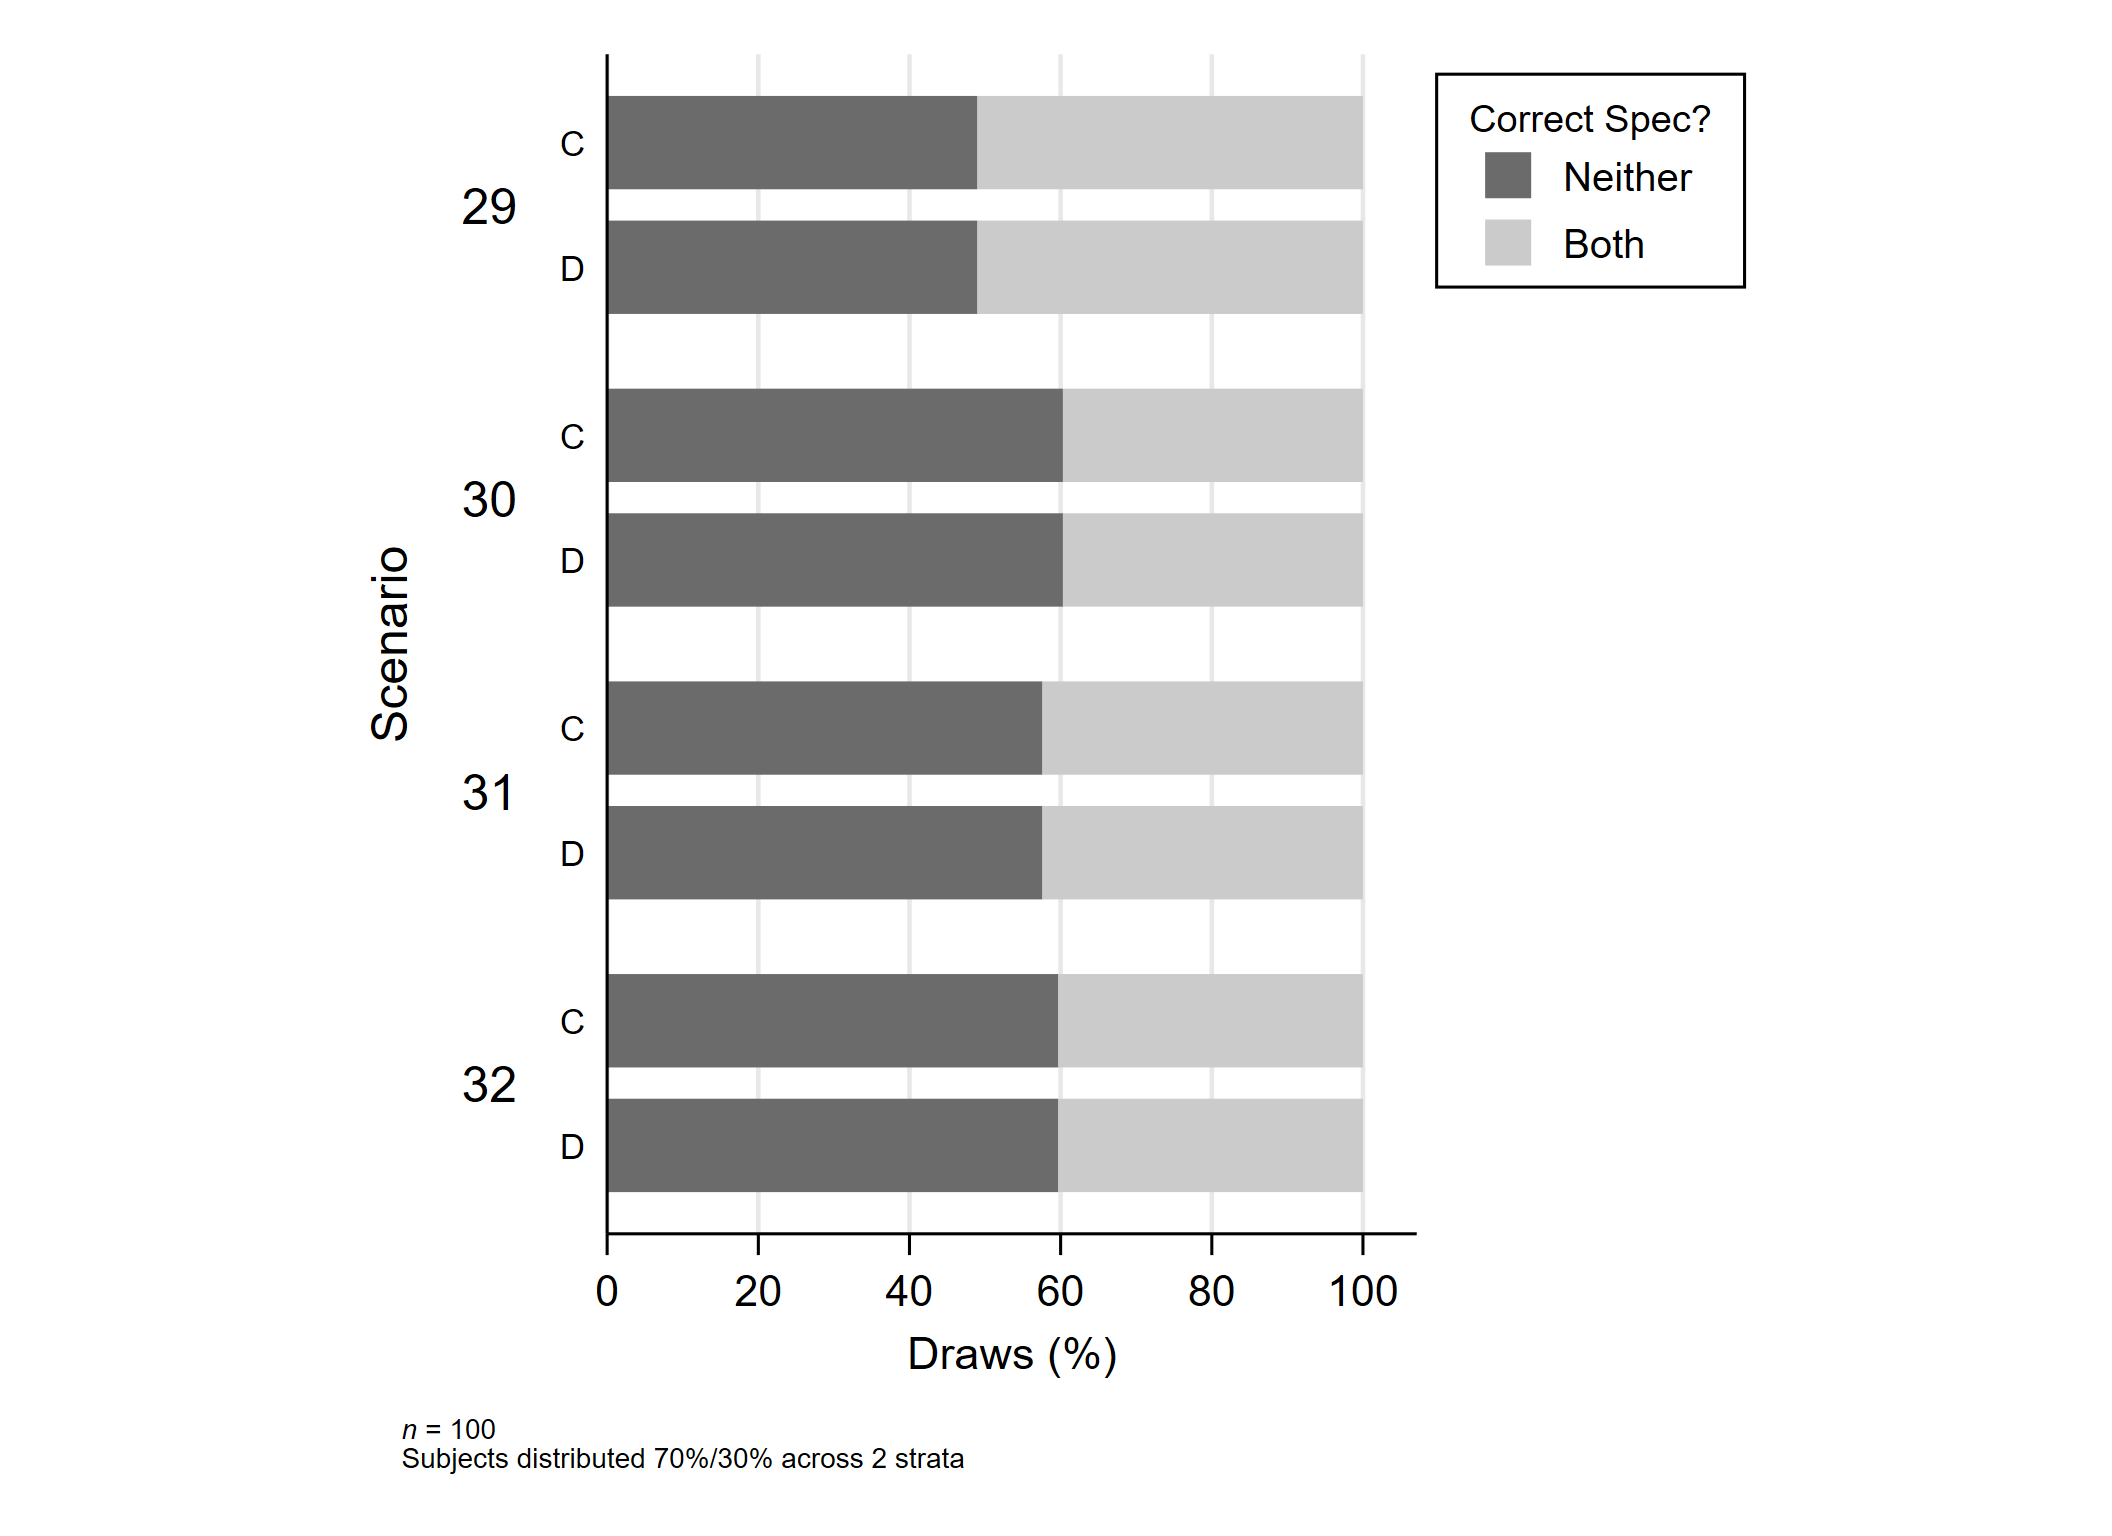 Correct Spec?
Neither
Both
Scenario
29
C
D
30
C
D
31
C
D
32
C
D
0 20 40 60 80 100
Draws (%)
n = 100
Subjects distributed 70%/30% across 2 strata